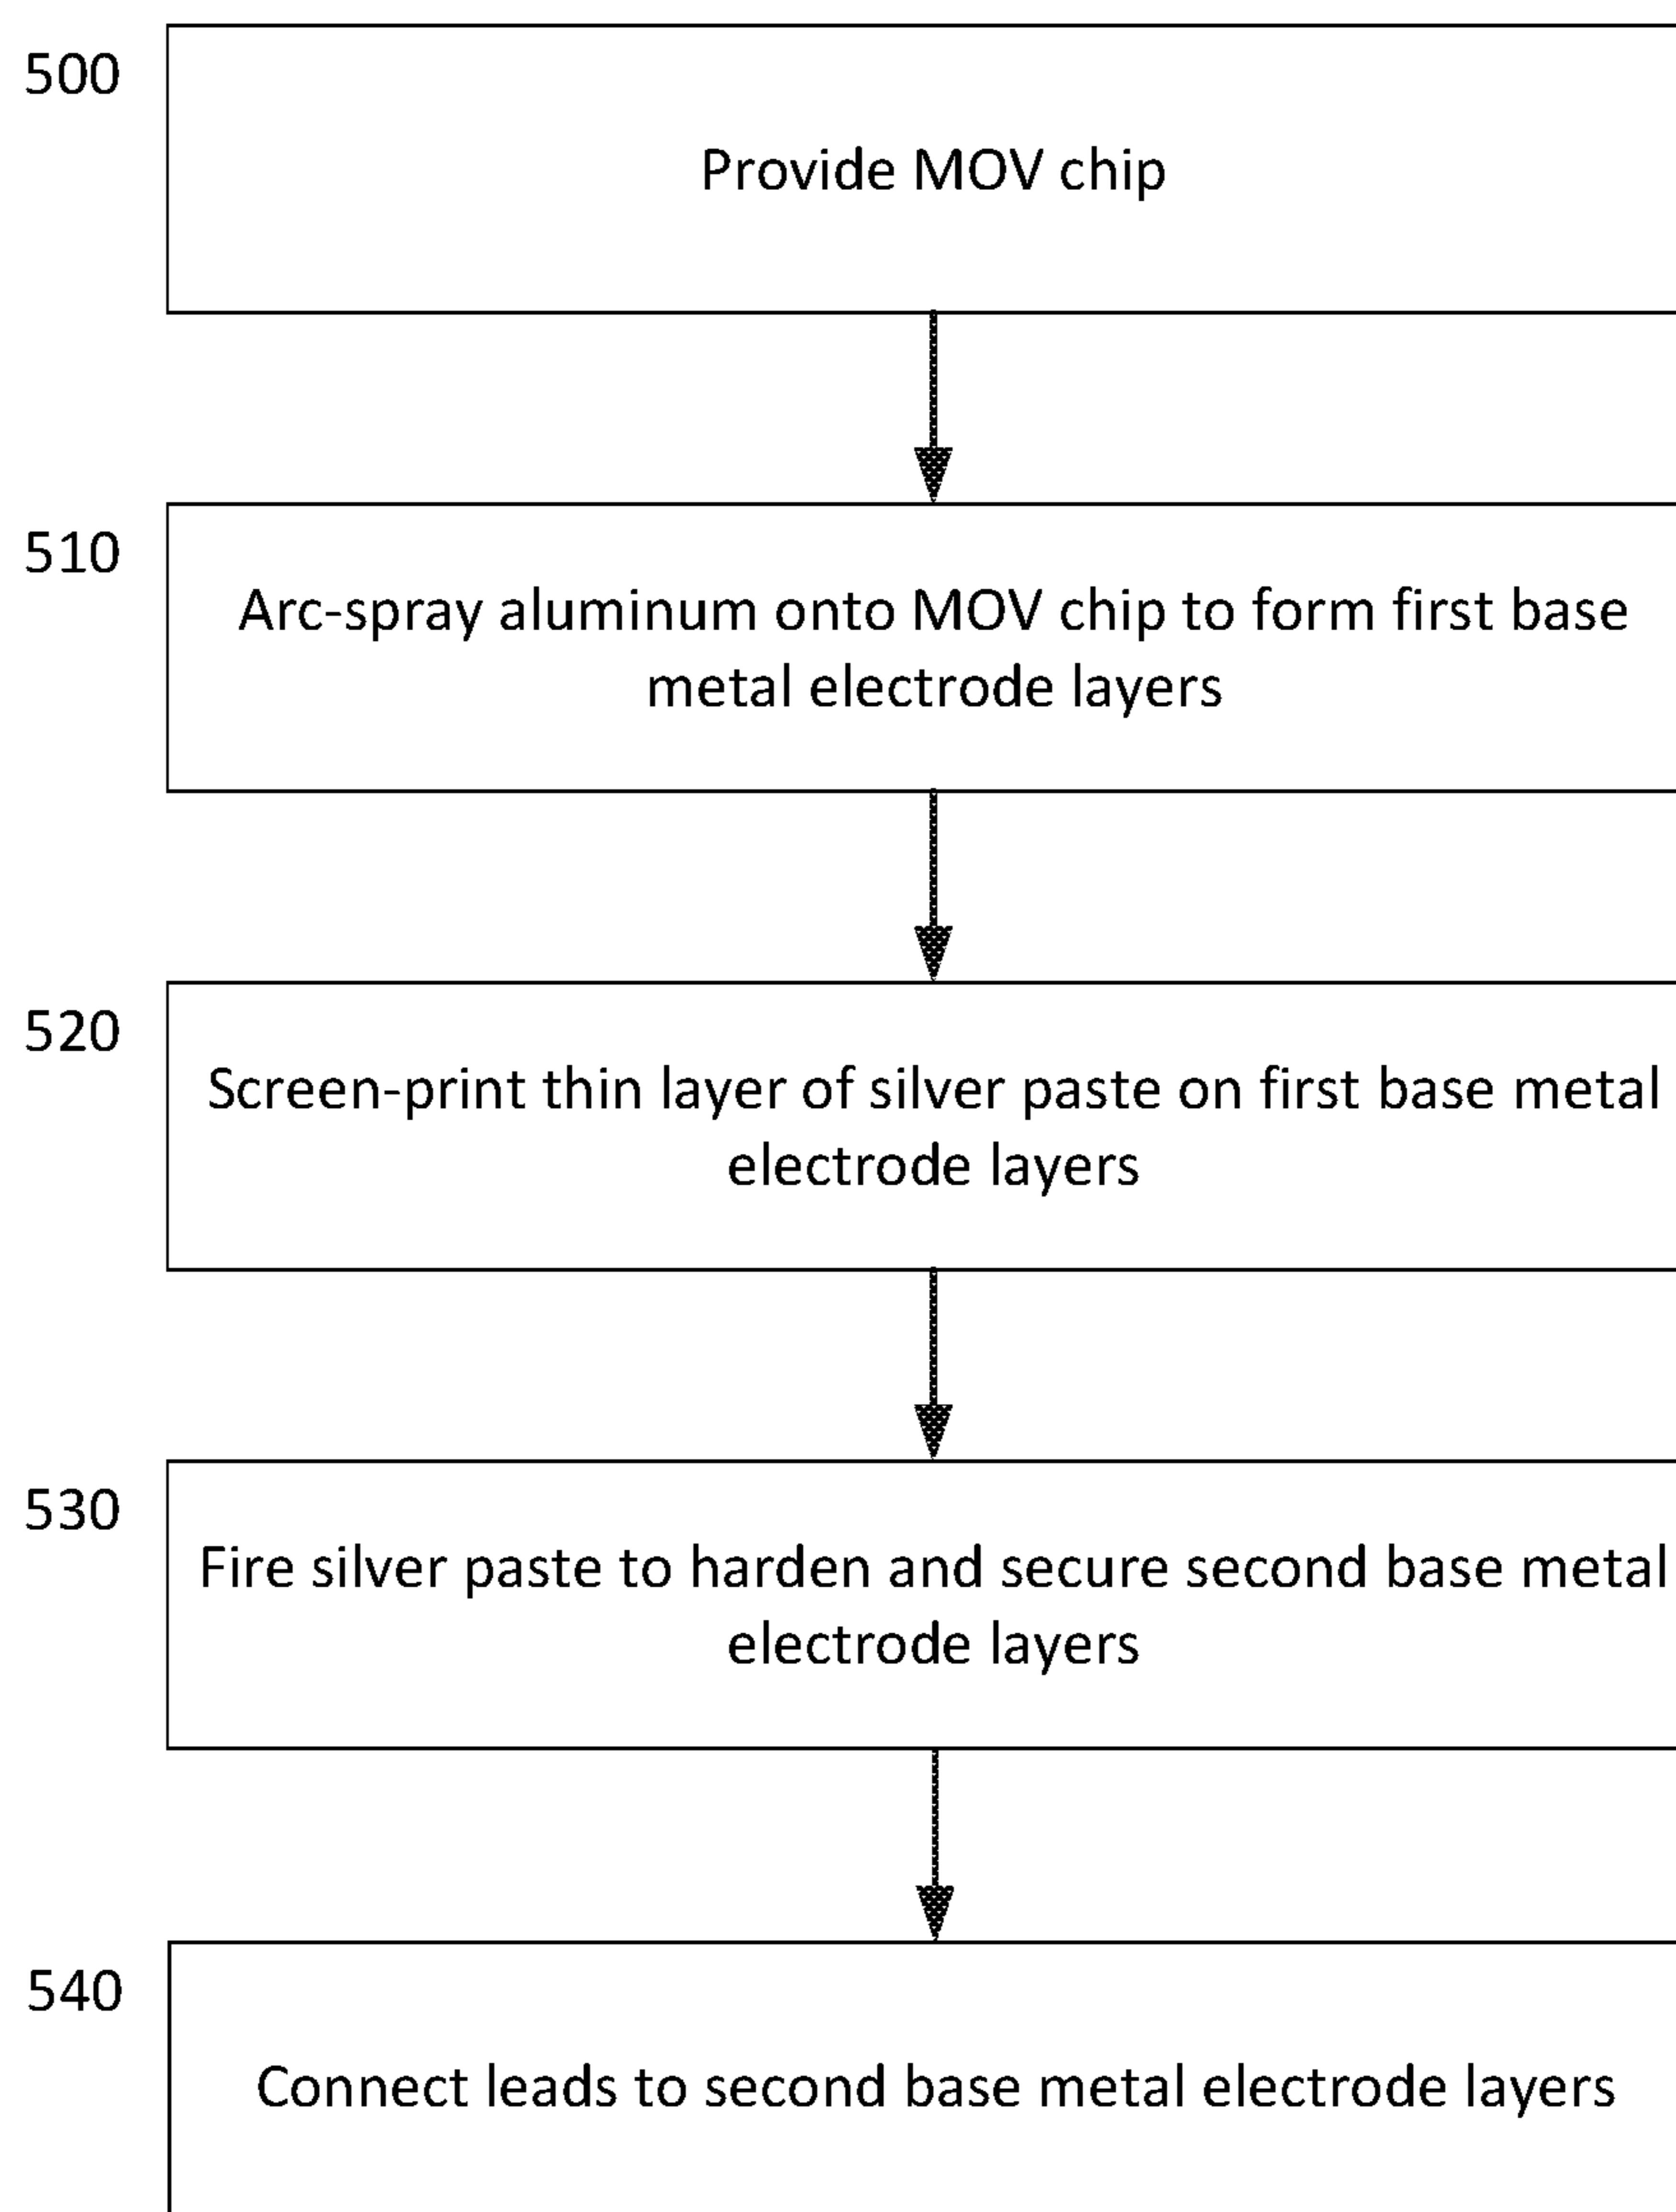 500
Provide MOV chip
510
Arc-spray aluminum onto MOV chip to form first base
metal electrode layers
520
Screen-print thin layer of silver paste on first base metal
electrode layers
530
Fire silver paste to harden and secure second base metal
electrode layers
540
Connect leads to second base metal electrode layers